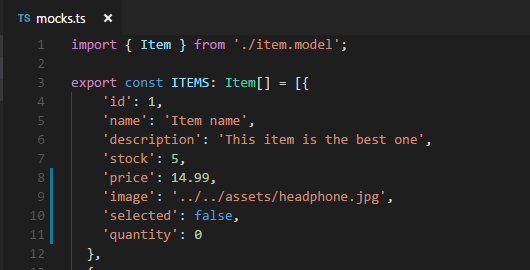 TS mocks.ts ×
1 import { Item } from './item.model';
2
3 export const ITEMS: Item[] = [{
4 'id': 1,
5 'name': 'Item name',
6 'description': 'This item is the best one',
7 'stock': 5,
8 'price': 14.99,
9 'image': '../../assets/headphone.jpg',
10 'selected': false,
11 'quantity': 0
12 },